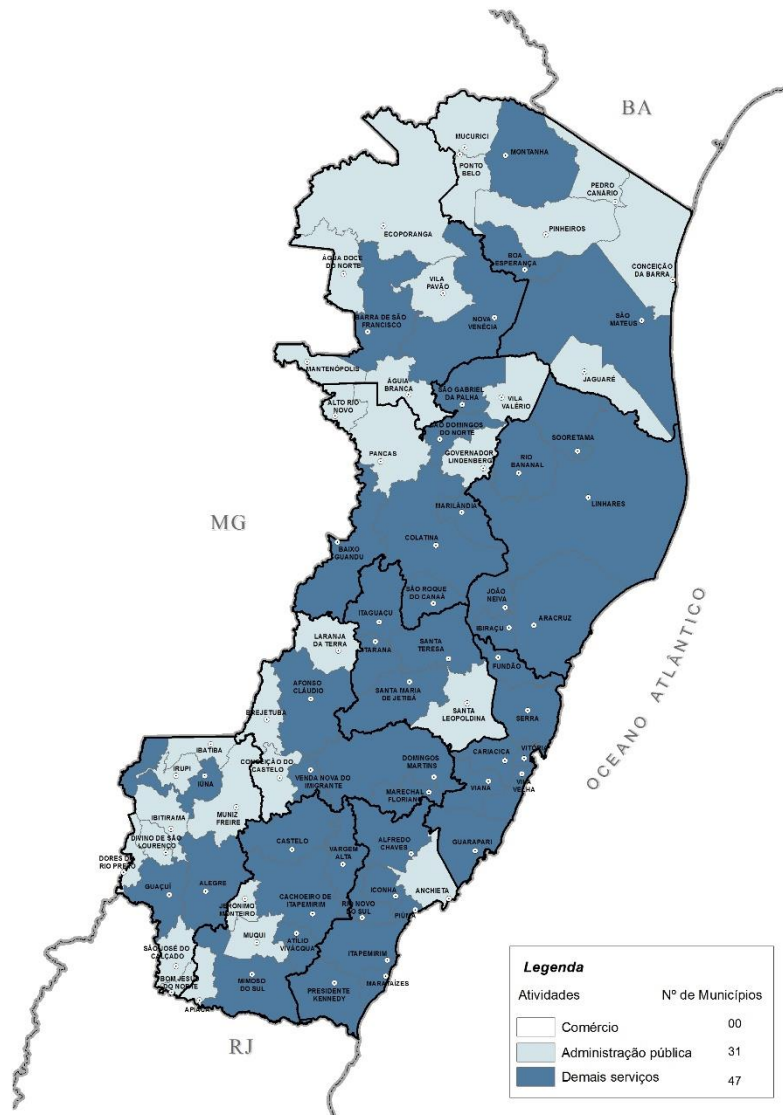 BA
MUCURICI
MONTANHA
PONTO
BELO
PEDRO
CANÁRIO
PINHEIROS
ECOPORANGA
ÁGUA DOCE
DO NORTE
BOA
ESPERANÇA
CONCEIÇÃO
DA BARRA
VILA
PAVÃO
BARRA DE SÃO
FRANCISCO
NOVA
VENÉCIA
SÃO
MATEUS
MANTENÓPOLIS
ÁGUIA
BRANCA
JAGUARÉ
SÃO GABRIEL
DA PALHA
VILA
VALÉRIO
ALTO RIO
NOVO
SÃO DOMINGOS
DO NORTE
PANCAS
GOVERNADOR
LINDENBERG
SOORETAMA
RIO
BANANAL
LINHARES
MG
MARILÂNDIA
COLATINA
BAIXO
GUANDU
SÃO ROQUE
DO CANAÃ
JOÃO
NEIVA
ITAGUAÇU
ARACRUZ
IBIRAÇU
LARANJA
DA TERRA
ITARANA
SANTA
TERESA
FUNDÃO
OCEANO ATLÂNTICO
AFONSO
CLÁUDIO
SANTA MARIA
DE JETIBÁ
SANTA
LEOPOLDINA
SERRA
BREJETUBA
IBATIBA
CARIACICA
VITÓRIA
CONCEIÇÃO DO
CASTELO
DOMINGOS
MARTINS
IRUPI
IÚNA
VENDA NOVA DO
IMIGRANTE
VIANA
VILA
VELHA
MARECHAL
FLORIANO
MUNIZ
FREIRE
IBITIRAMA
DIVINO DE SÃO
LOURENÇO
CASTELO
ALFREDO
CHAVES
GUARAPARI
VARGEM
ALTA
DORES DO
RIO PRETO
GUAÇUÍ
ALEGRE
ANCHIETA
JERÔNIMO
MONTEIRO
CACHOEIRO DE
ITAPEMIRIM
ICONHA
RIO NOVO
DO SUL
PIÚMA
MUQUI
ATÍLIO
VIVÁCQUA
SÃO JOSÉ DO
CALÇADO
ITAPEMIRIM
BOM JESUS
DO NORTE
MIMOSO
DO SUL
PRESIDENTE
KENNEDY
MARATAÍZES
APIACÁ
RJ
Legenda
Atividades Nº de Municípios
Comércio 00
Administração pública 31
Demais serviços 47